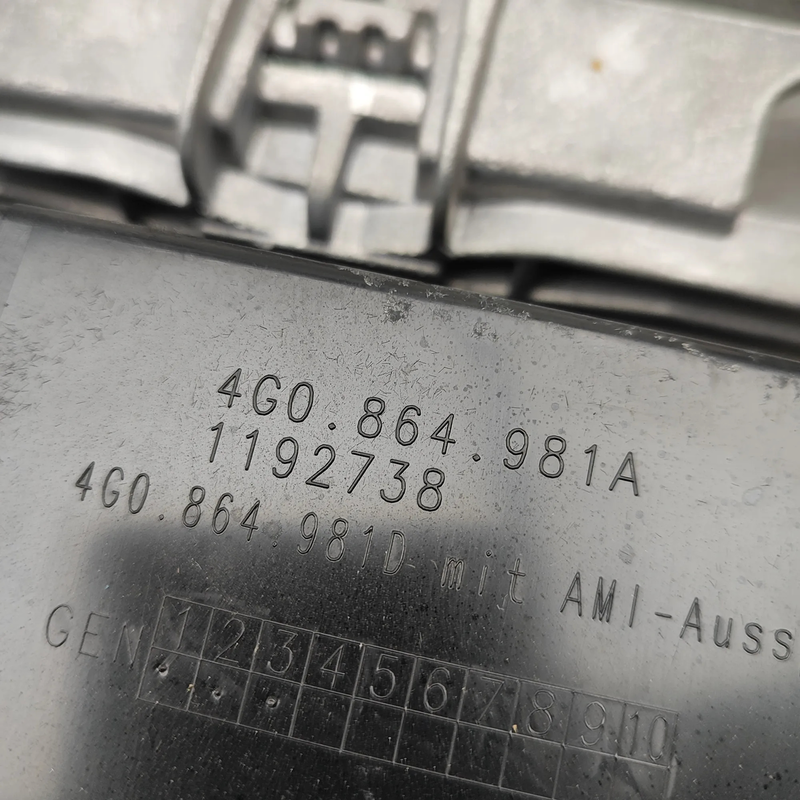 4G0.864.981A
1192738
4G0.864.981D mit AMI-Auss
GEN 1 2 3 4 5 6 7 8 9 10